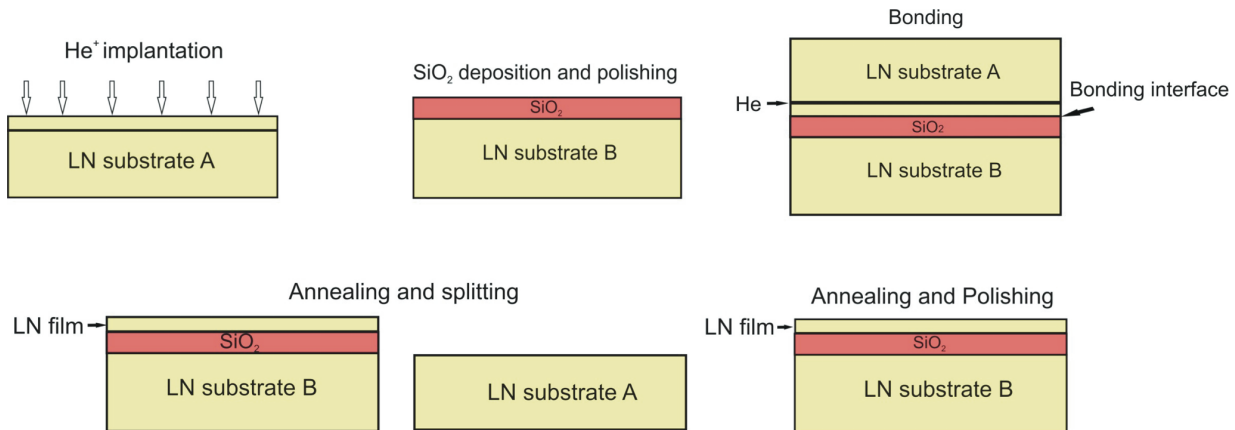 He⁺ implantation
LN substrate A
SiO₂ deposition and polishing
SiO₂
LN substrate B
Bonding
LN substrate A
He
Bonding interface
SiO₂
LN substrate B
Annealing and splitting
LN film
SiO₂
LN substrate B
LN substrate A
Annealing and Polishing
LN film
SiO₂
LN substrate B